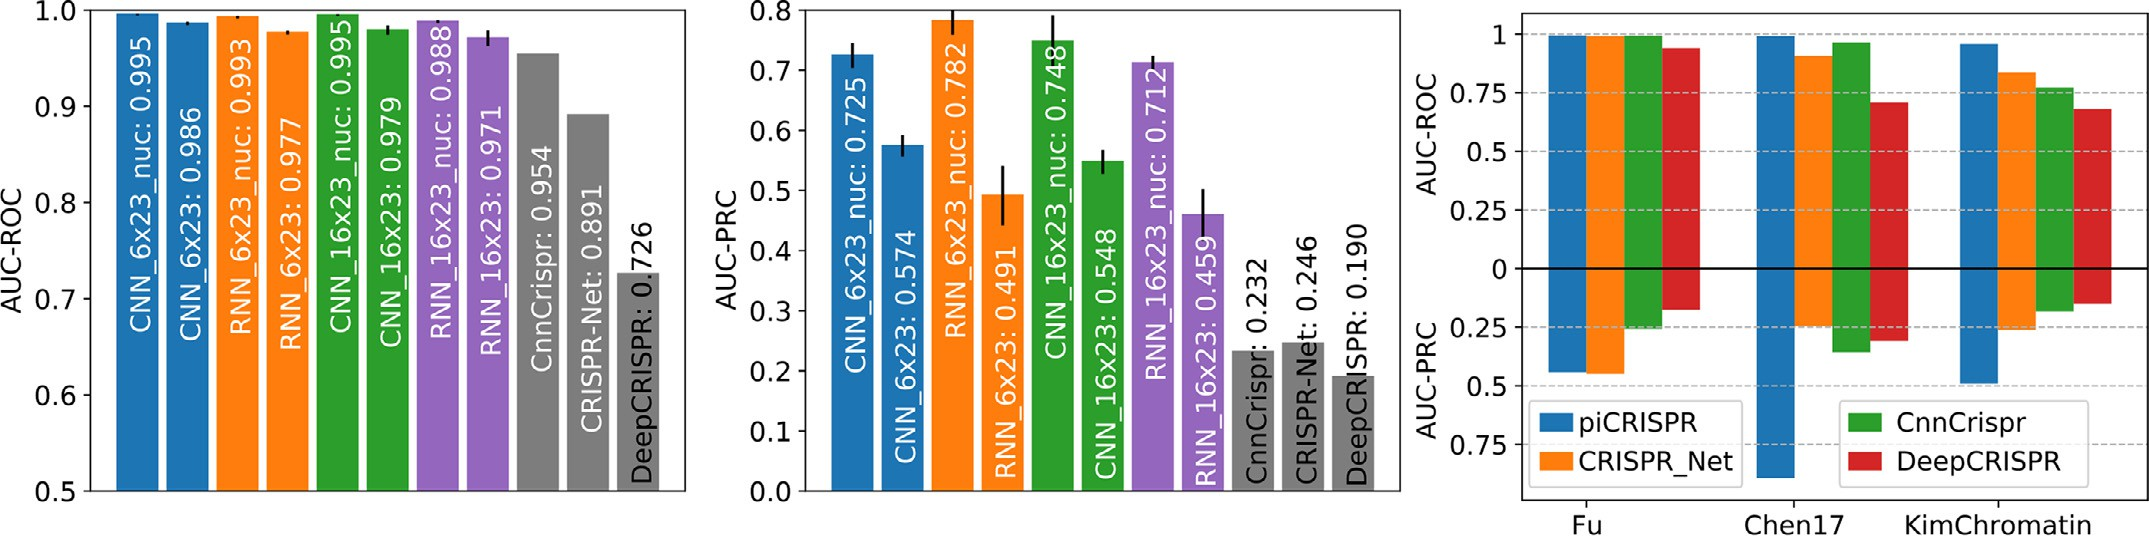 AUC-ROC
1.0
0.9
0.8
0.7
0.6
0.5
CNN_6x23_nuc: 0.995
CNN_6x23: 0.986
RNN_6x23_nuc: 0.993
RNN_6x23: 0.977
CNN_16x23_nuc: 0.995
CNN_16x23: 0.979
RNN_16x23_nuc: 0.988
RNN_16x23: 0.971
CnnCrispr: 0.954
CRISPR-Net: 0.891
DeepCRISPR: 0.726
AUC-PRC
0.8
0.7
0.6
0.5
0.4
0.3
0.2
0.1
0.0
CNN_6x23_nuc: 0.725
CNN_6x23: 0.574
RNN_6x23_nuc: 0.782
RNN_6x23: 0.491
CNN_16x23_nuc: 0.748
CNN_16x23: 0.548
RNN_16x23_nuc: 0.712
RNN_16x23: 0.459
CnnCrispr: 0.232
CRISPR-Net: 0.246
DeepCRISPR: 0.190
AUC-ROC
AUC-PRC
1
0.75
0.5
0.25
0
0.25
0.5
0.75
piCRISPR
CRISPR_Net
CnnCrispr
DeepCRISPR
Fu
Chen17
KimChromatin